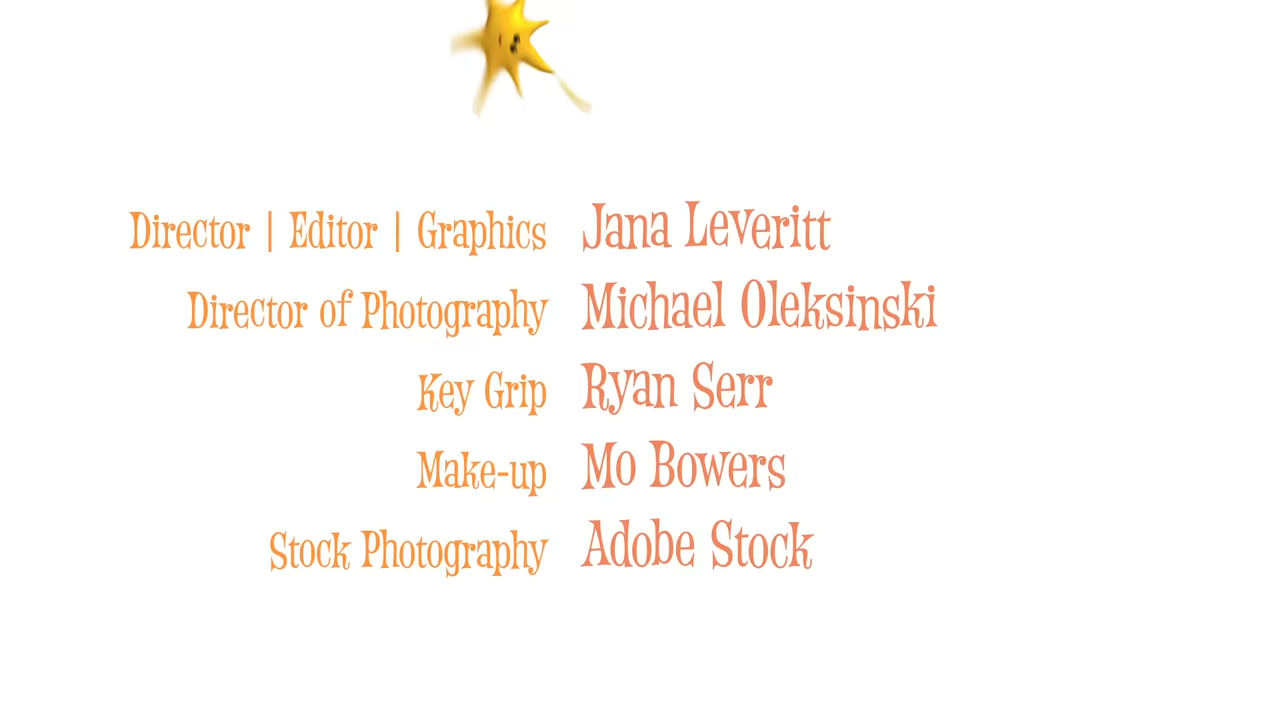 Director | Editor | Graphics Jana Leveritt
Director of Photography Michael Oleksinski
Key Grip Ryan Serr
Make-up Mo Bowers
Stock Photography Adobe Stock